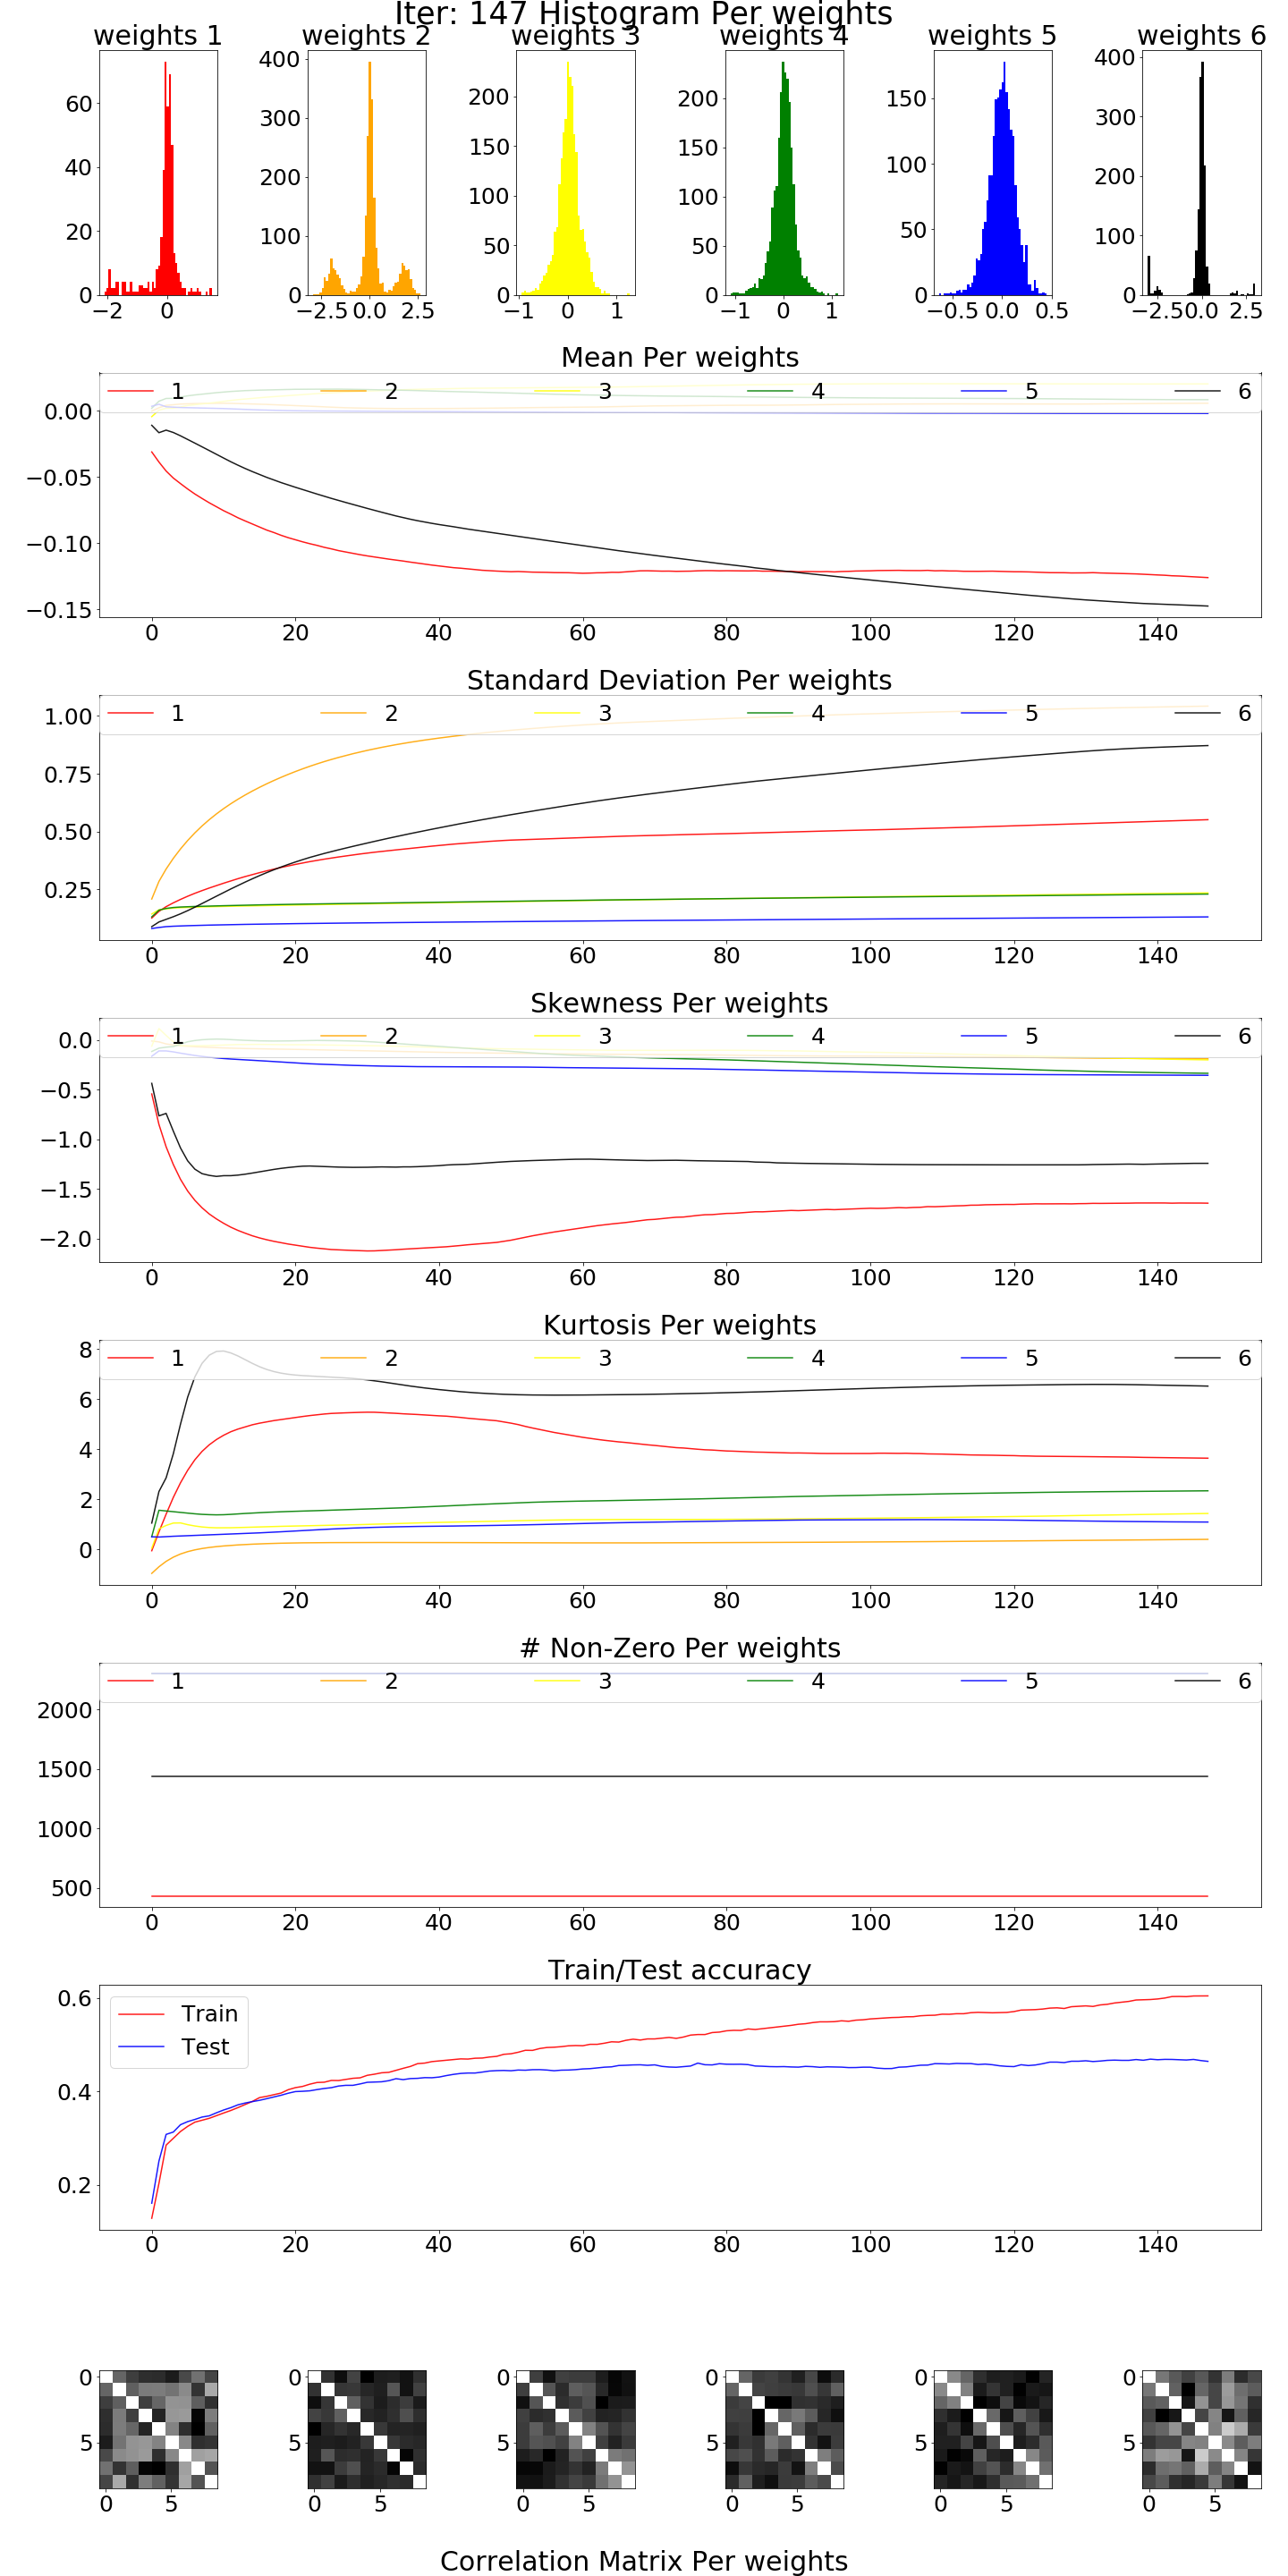 Iter: 147 Histogram Per weights
weights 1 weights 2 weights 3 weights 4 weights 5 weights 6
60
40
20
0
−2 0
400
300
200
100
0
−2.5 0.0 2.5
200
150
100
50
0
−1 0 1
200
150
100
50
0
−1 0 1
150
100
50
0
−0.5 0.0 0.5
400
300
200
100
0
−2.5 0.0 2.5
Mean Per weights
1 2 3 4 5 6
0.00
−0.05
−0.10
−0.15
0 20 40 60 80 100 120 140
Standard Deviation Per weights
1 2 3 4 5 6
1.00
0.75
0.50
0.25
0 20 40 60 80 100 120 140
Skewness Per weights
1 2 3 4 5 6
0.0
−0.5
−1.0
−1.5
−2.0
0 20 40 60 80 100 120 140
Kurtosis Per weights
1 2 3 4 5 6
8
6
4
2
0
0 20 40 60 80 100 120 140
# Non-Zero Per weights
1 2 3 4 5 6
2000
1500
1000
500
0 20 40 60 80 100 120 140
Train/Test accuracy
Train
Test
0.6
0.4
0.2
0 20 40 60 80 100 120 140
0 0 0 0 0 0
5 5 5 5 5 5
0 5 0 5 0 5 0 5 0 5 0 5
Correlation Matrix Per weights